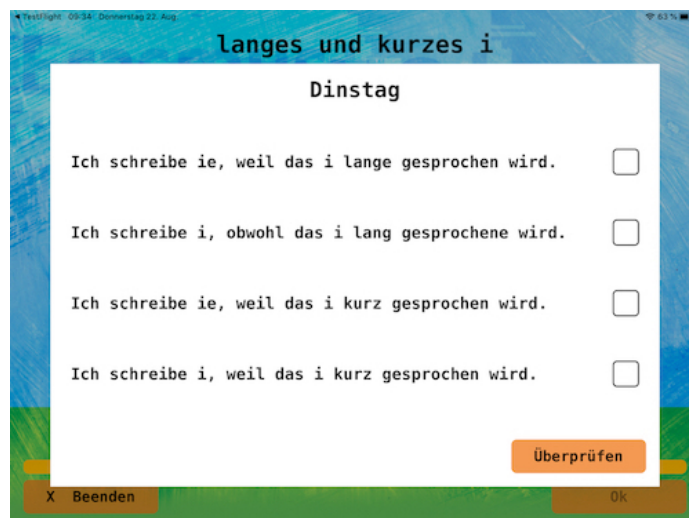 ◀ TestFlight 09:34 Donnerstag 22. Aug. 63 %
langes und kurzes i
Dinstag
Ich schreibe ie, weil das i lange gesprochen wird.
Ich schreibe i, obwohl das i lang gesprochene wird.
Ich schreibe ie, weil das i kurz gesprochen wird.
Ich schreibe i, weil das i kurz gesprochen wird.
Überprüfen
X Beenden Ok